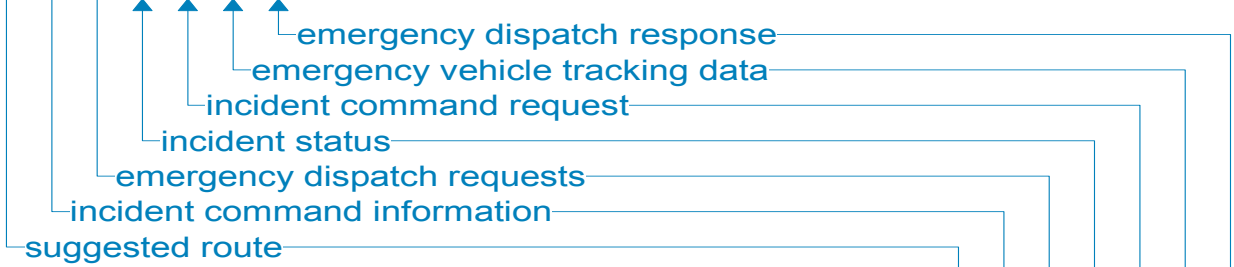 emergency dispatch response
emergency vehicle tracking data
incident command request
incident status
emergency dispatch requests
incident command information
suggested route